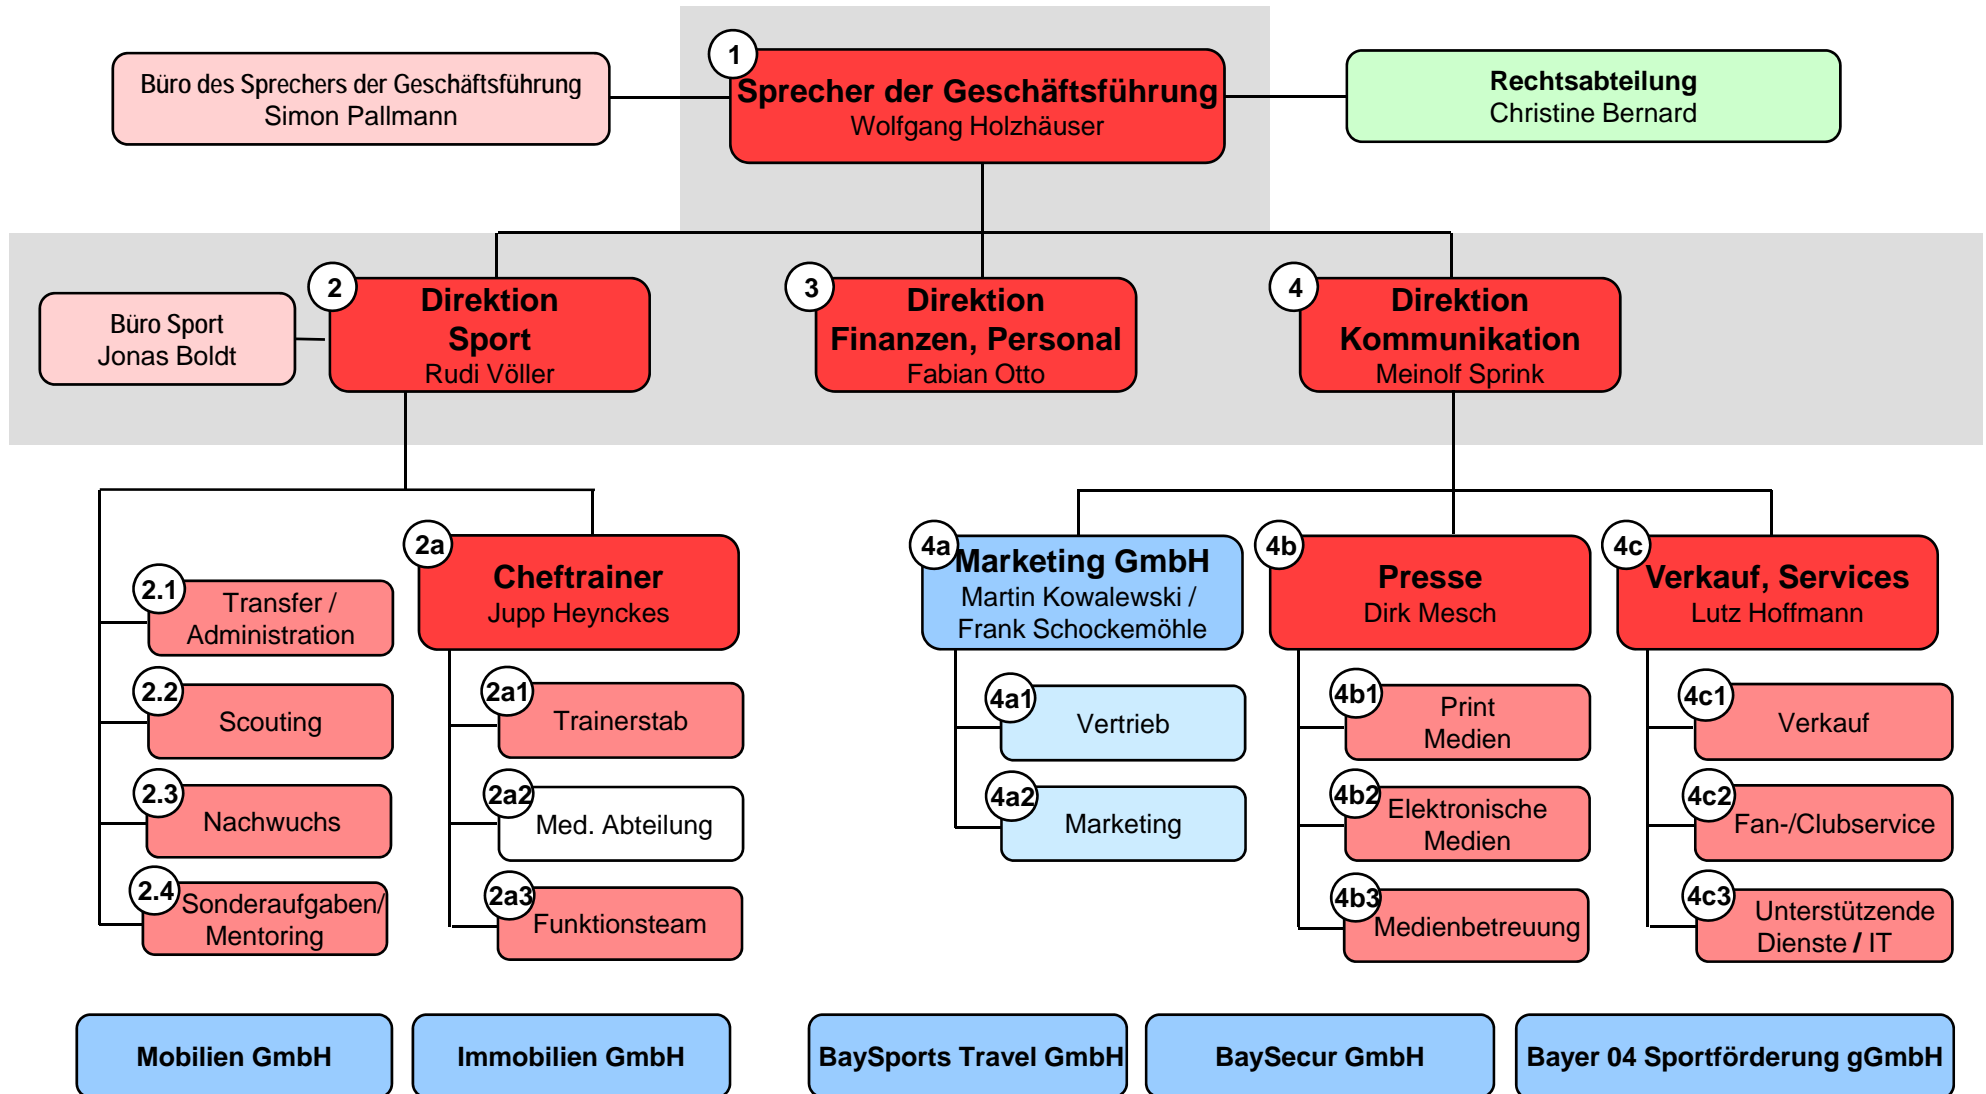 1
Büro des Sprechers der Geschäftsführung
Simon Pallmann
Sprecher der Geschäftsführung
Wolfgang Holzhäuser
Rechtsabteilung
Christine Bernard
Büro Sport
Jonas Boldt
2
Direktion
Sport
Rudi Völler
3
Direktion
Finanzen, Personal
Fabian Otto
4
Direktion
Kommunikation
Meinolf Sprink
2.1
Transfer /
Administration
2.2
Scouting
2.3
Nachwuchs
2.4
Sonderaufgaben/
Mentoring
2a
Cheftrainer
Jupp Heynckes
2a1
Trainerstab
2a2
Med. Abteilung
2a3
Funktionsteam
4a
Marketing GmbH
Martin Kowalewski /
Frank Schockemöhle
4a1
Vertrieb
4a2
Marketing
4b
Presse
Dirk Mesch
4b1
Print
Medien
4b2
Elektronische
Medien
4b3
Medienbetreuung
4c
Verkauf, Services
Lutz Hoffmann
4c1
Verkauf
4c2
Fan-/Clubservice
4c3
Unterstützende
Dienste / IT
Mobilien GmbH
Immobilien GmbH
BaySports Travel GmbH
BaySecur GmbH
Bayer 04 Sportförderung gGmbH